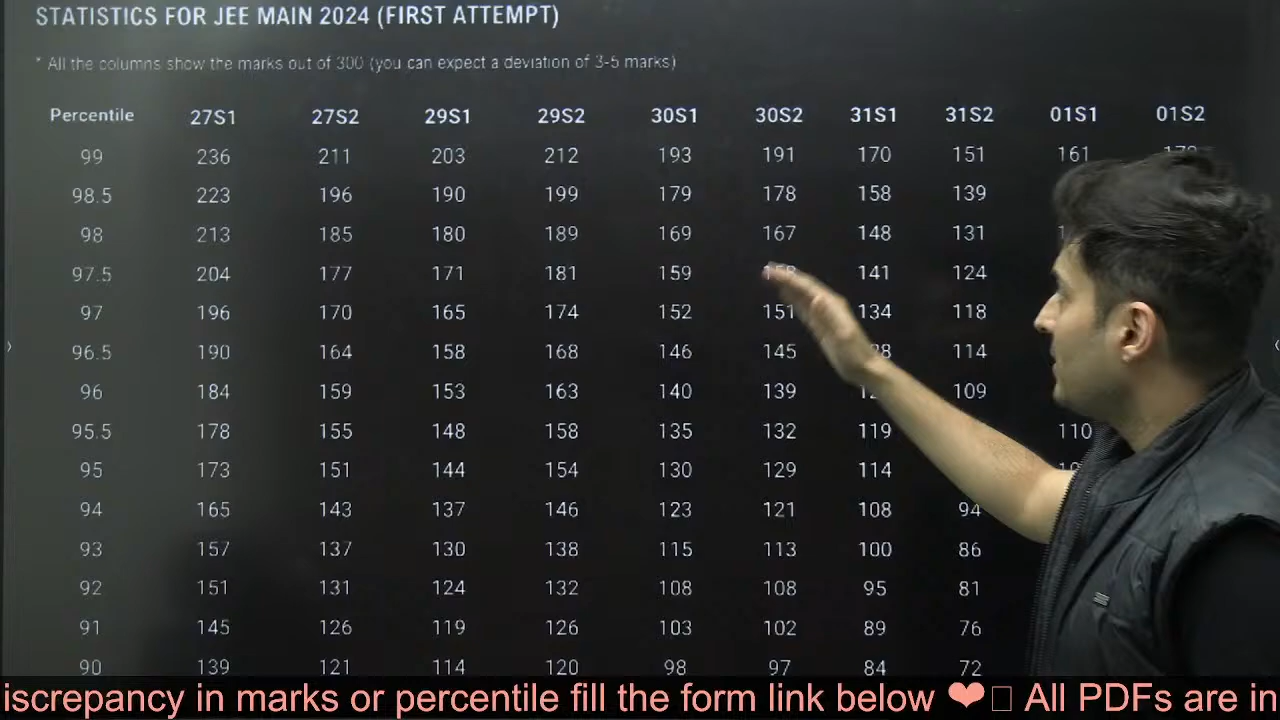 STATISTICS FOR JEE MAIN 2024 (FIRST ATTEMPT)
* All the columns show the marks out of 300 (you can expect a deviation of 3-5 marks)
Percentile 27S1 27S2 29S1 29S2 30S1 30S2 31S1 31S2 01S1 01S2
99 236 211 203 212 193 191 170 151 161
98.5 223 196 190 199 179 178 158 139
98 213 185 180 189 169 167 148 131
97.5 204 177 171 181 159 141 124
97 196 170 165 174 152 151 134 118
96.5 190 164 158 168 146 145 114
96 184 159 153 163 140 139 109
95.5 178 155 148 158 135 132 119 110
95 173 151 144 154 130 129 114
94 165 143 137 146 123 121 108 94
93 157 137 130 138 115 113 100 86
92 151 131 124 132 108 108 95 81
91 145 126 119 126 103 102 89 76
90 139 121 114 120 98 97 84 72
iscrepancy in marks or percentile fill the form link below ❤️ All PDFs are in